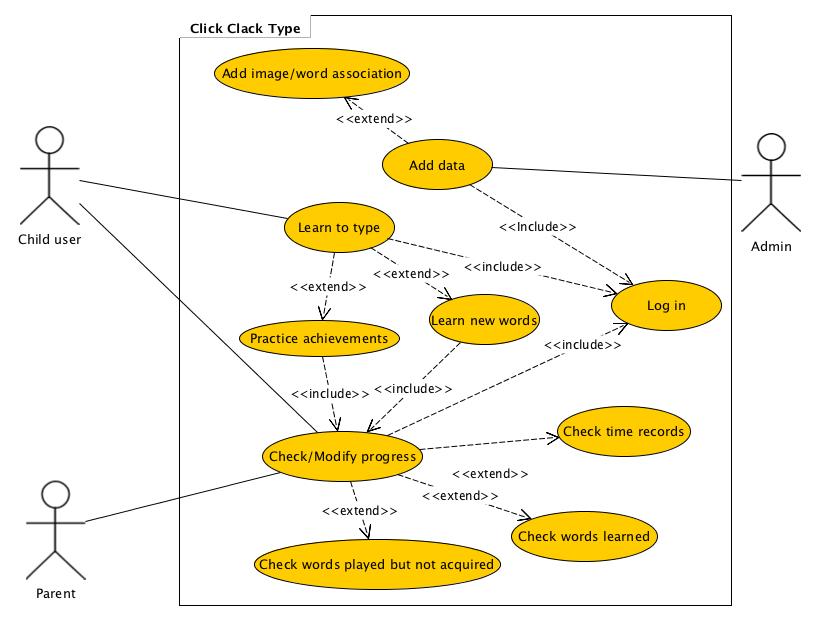 Click Clack Type
Add image/word association
<<extend>>
Add data
Child user
Admin
Learn to type
<<Include>>
<<include>>
<<extend>>
<<extend>>
Log in
Learn new words
Practice achievements
<<include>>
<<include>>
<<include>>
Check time records
Check/Modify progress
<<extend>>
<<extend>>
<<extend>>
Check words learned
Check words played but not acquired
Parent